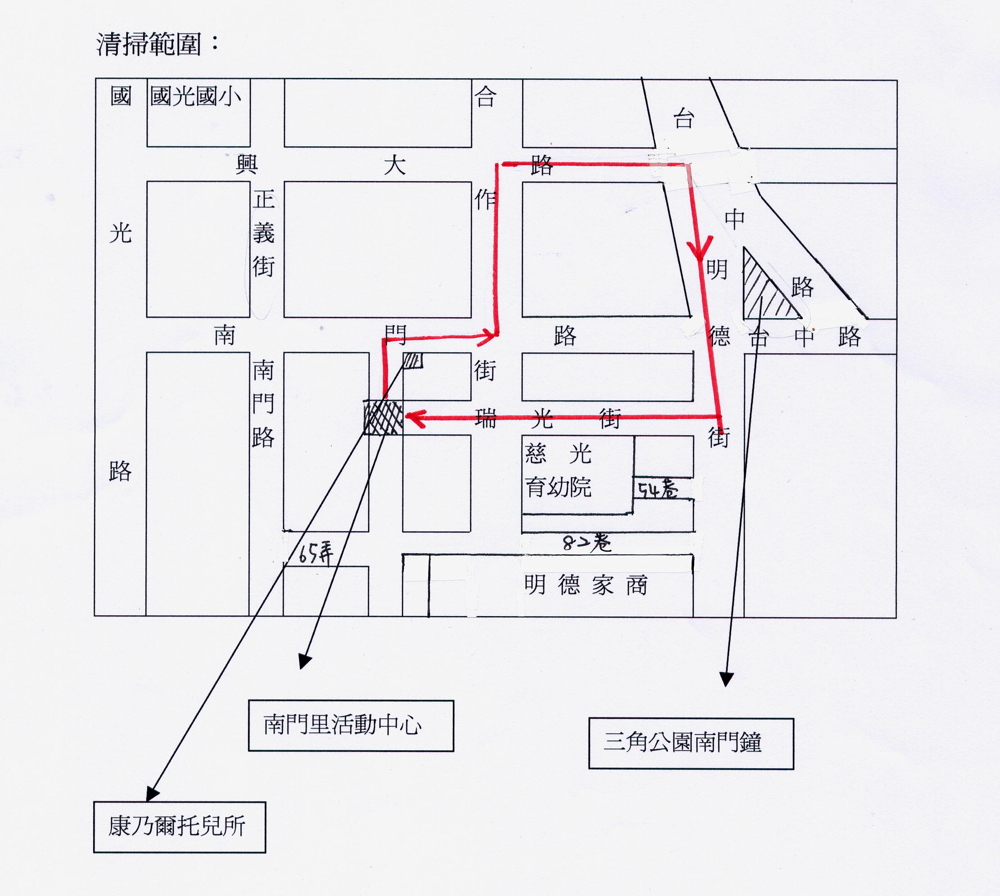 清掃範圍：
國光路
國光國小
合作街
台中路
興大路
正義街
明德街
南門路
台中路
南門路
瑞光街
慈光
育幼院
54巷
82巷
65弄
明德家商
南門里活動中心
三角公園南門鐘
康乃爾托兒所